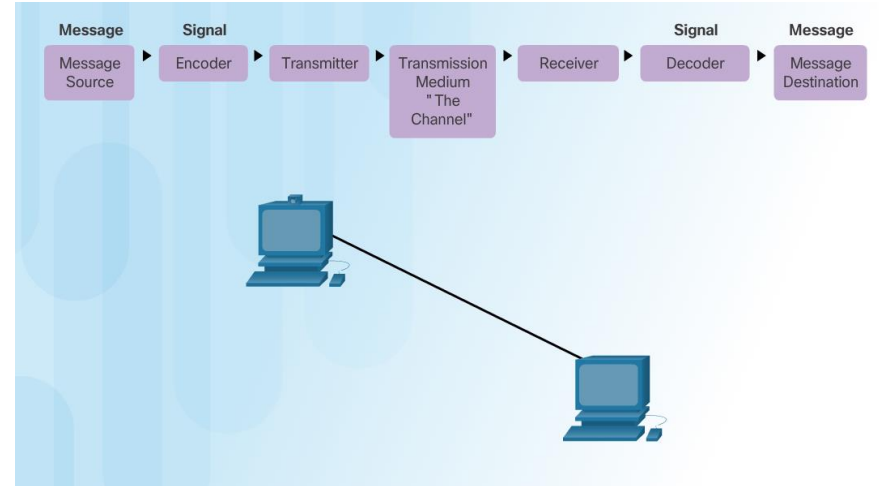 Message
Signal
Signal
Message
Message
Source
Encoder
Transmitter
Transmission
Medium
"The
Channel"
Receiver
Decoder
Message
Destination